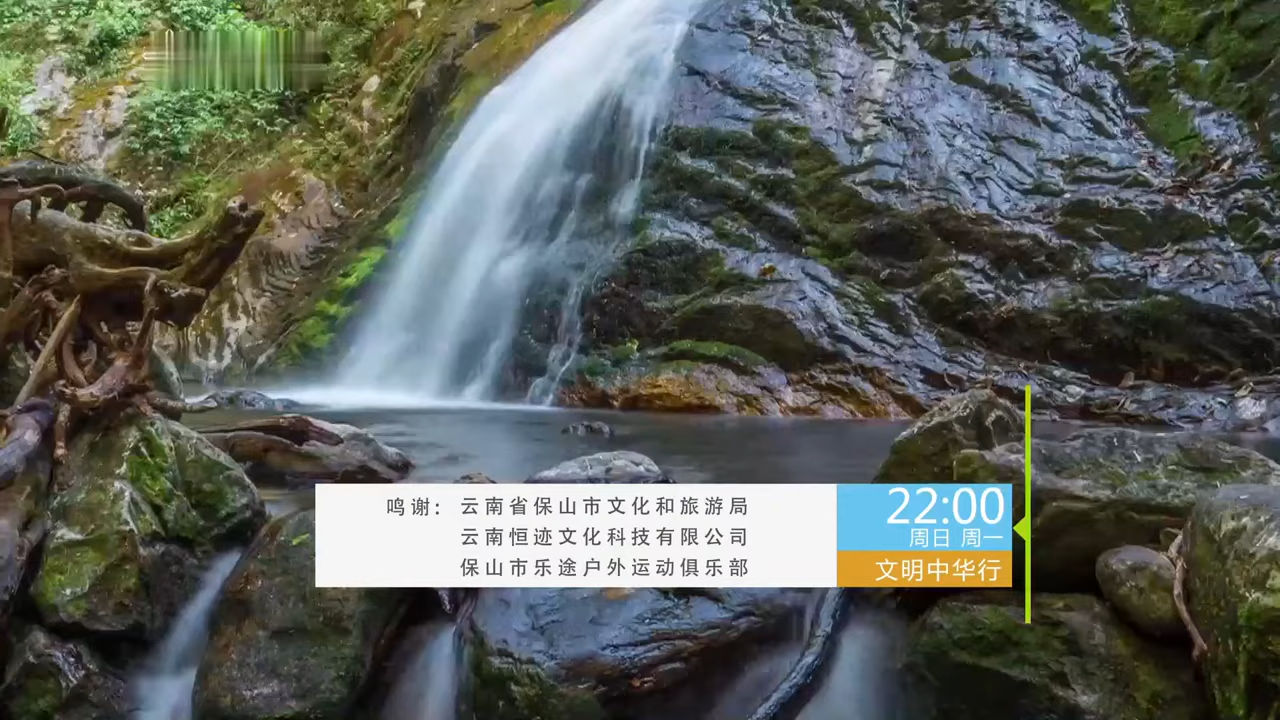 鸣谢：云南省保山市文化和旅游局
云南恒迹文化科技有限公司
保山市乐途户外运动俱乐部
22:00
周日 周一
文明中华行